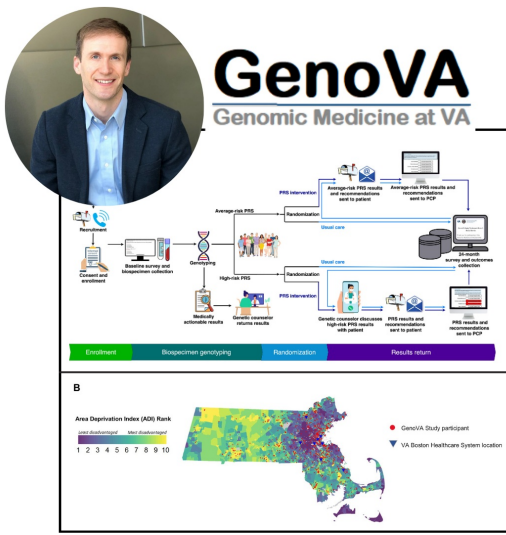 GenoVA
Genomic Medicine at VA
Recruitment
Consent and
enrollment
Baseline survey and
biospecimen collection
Genotyping
Average-risk PRS
High-risk PRS
Medically
actionable results
Genetic counselor
returns results
Randomization
PRS intervention
Usual care
Average-risk PRS results
and recommendations
sent to patient
Average-risk PRS results and
recommendations
sent to PCP
24-month
survey and outcomes
collection
Usual care
Randomization
PRS intervention
Genetic counselor discusses
high-risk PRS results
with patient
PRS results and
recommendations
sent to patient
PRS results and
recommendations
sent to PCP
Enrollment
Biospecimen genotyping
Randomization
Results return
B
Area Deprivation Index (ADI) Rank
Least disadvantaged Most disadvantaged
1 2 3 4 5 6 7 8 9 10
GenoVA Study participant
VA Boston Healthcare System location